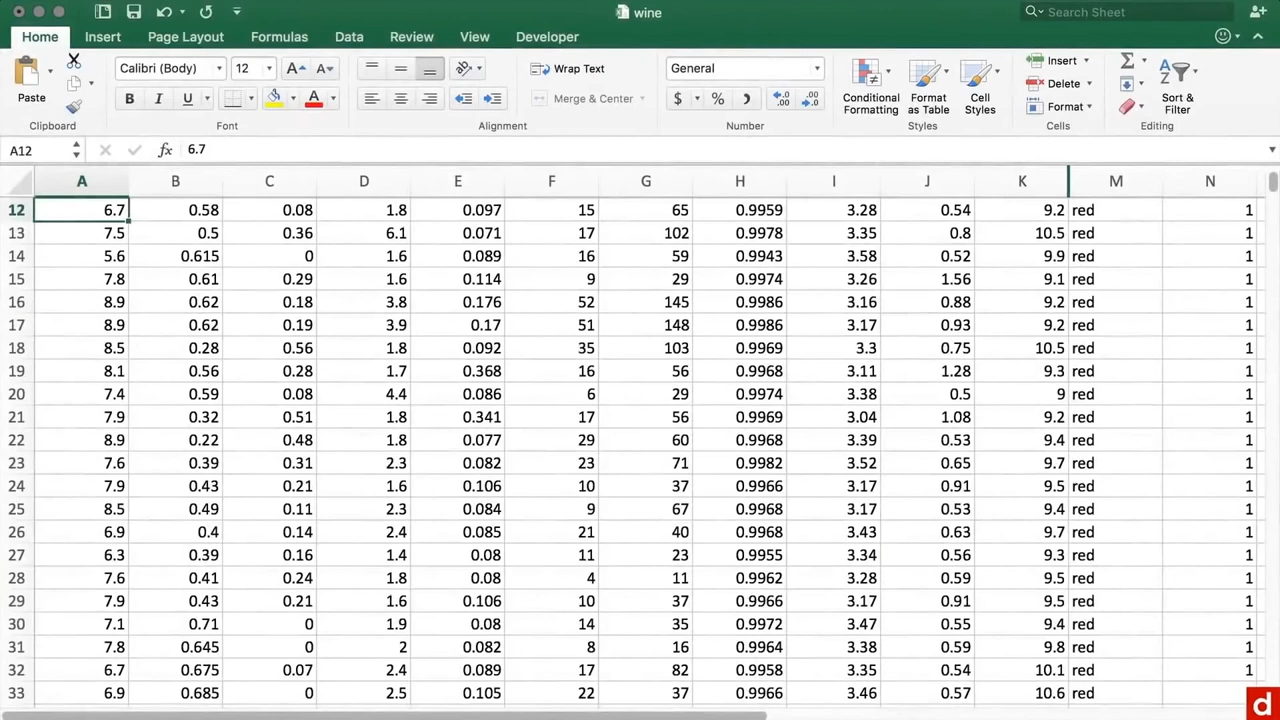 wine
Search Sheet
Home Insert Page Layout Formulas Data Review View Developer
Paste
Calibri (Body) 12 A A
B I U A
Wrap Text
Merge & Center
General
$ % 
Conditional Formatting
Format as Table
Cell Styles
Insert
Delete
Format
Sort & Filter
Clipboard Font Alignment Number Styles Cells Editing
A12 fx 6.7
A B C D E F G H I J K M N
12 6.7 0.58 0.08 1.8 0.097 15 65 0.9959 3.28 0.54 9.2 red 1
13 7.5 0.5 0.36 6.1 0.071 17 102 0.9978 3.35 0.8 10.5 red 1
14 5.6 0.615 0 1.6 0.089 16 59 0.9943 3.58 0.52 9.9 red 1
15 7.8 0.61 0.29 1.6 0.114 9 29 0.9974 3.26 1.56 9.1 red 1
16 8.9 0.62 0.18 3.8 0.176 52 145 0.9986 3.16 0.88 9.2 red 1
17 8.9 0.62 0.19 3.9 0.17 51 148 0.9986 3.17 0.93 9.2 red 1
18 8.5 0.28 0.56 1.8 0.092 35 103 0.9969 3.3 0.75 10.5 red 1
19 8.1 0.56 0.28 1.7 0.368 16 56 0.9968 3.11 1.28 9.3 red 1
20 7.4 0.59 0.08 4.4 0.086 6 29 0.9974 3.38 0.5 9 red 1
21 7.9 0.32 0.51 1.8 0.341 17 56 0.9969 3.04 1.08 9.2 red 1
22 8.9 0.22 0.48 1.8 0.077 29 60 0.9968 3.39 0.53 9.4 red 1
23 7.6 0.39 0.31 2.3 0.082 23 71 0.9982 3.52 0.65 9.7 red 1
24 7.9 0.43 0.21 1.6 0.106 10 37 0.9966 3.17 0.91 9.5 red 1
25 8.5 0.49 0.11 2.3 0.084 9 67 0.9968 3.17 0.53 9.4 red 1
26 6.9 0.4 0.14 2.4 0.085 21 40 0.9968 3.43 0.63 9.7 red 1
27 6.3 0.39 0.16 1.4 0.08 11 23 0.9955 3.34 0.56 9.3 red 1
28 7.6 0.41 0.24 1.8 0.08 4 11 0.9962 3.28 0.59 9.5 red 1
29 7.9 0.43 0.21 1.6 0.106 10 37 0.9966 3.17 0.91 9.5 red 1
30 7.1 0.71 0 1.9 0.08 14 35 0.9972 3.47 0.55 9.4 red 1
31 7.8 0.645 0 2 0.082 8 16 0.9964 3.38 0.59 9.8 red 1
32 6.7 0.675 0.07 2.4 0.089 17 82 0.9958 3.35 0.54 10.1 red 1
33 6.9 0.685 0 2.5 0.105 22 37 0.9966 3.46 0.57 10.6 red 1
d